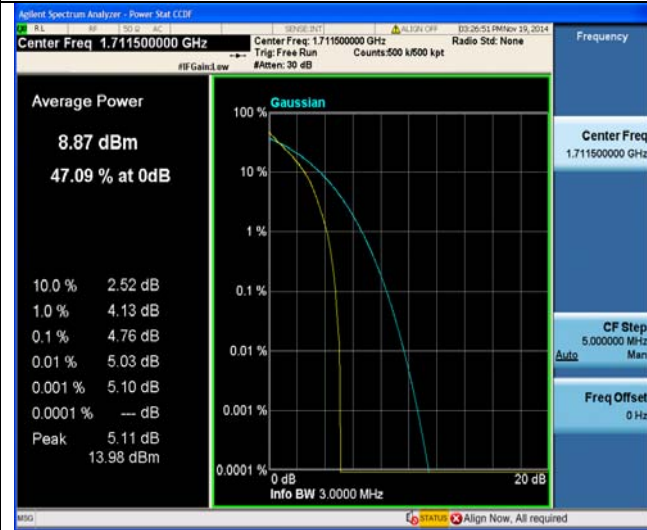 Agilent Spectrum Analyzer - Power Stat CCDF
RL RF 50 Ω AC SENSE:INT ALIGN OFF 03:26:51 PM Nov 19, 2014
Center Freq 1.711500000 GHz
Center Freq: 1.711500000 GHz Radio Std: None
Trig: Free Run Counts:500 k/500 kpt
#IFGain:Low #Atten: 30 dB
Frequency
Average Power
8.87 dBm
47.09 % at 0dB
10.0 % 2.52 dB
1.0 % 4.13 dB
0.1 % 4.76 dB
0.01 % 5.03 dB
0.001 % 5.10 dB
0.0001 % --- dB
Peak 5.11 dB
13.98 dBm
Gaussian
100 %
10 %
1 %
0.1 %
0.01 %
0.001 %
0.0001 %
0 dB 20 dB
Info BW 3.0000 MHz
Center Freq
1.711500000 GHz
CF Step
5.000000 MHz
Auto Man
Freq Offset
0 Hz
MSG STATUS Align Now, All required